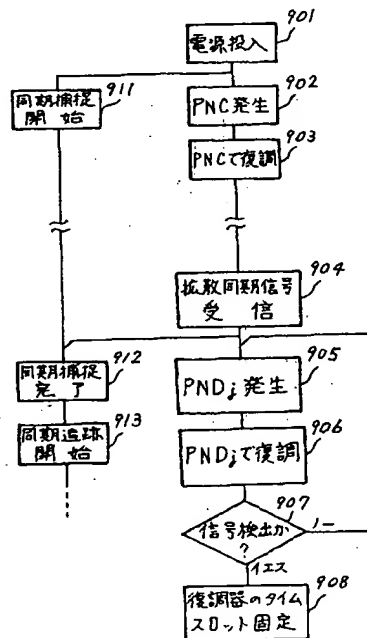 901
電源投入
911
同期捕捉
開始
902
PNC発生
903
PNCで復調
904
拡散同期信号
受信
912
同期捕捉
完了
905
PNDj発生
913
同期追跡
開始
906
PNDjで復調
907
信号検出か
?
ノー
イエス
908
復調器のタイム
スロット固定